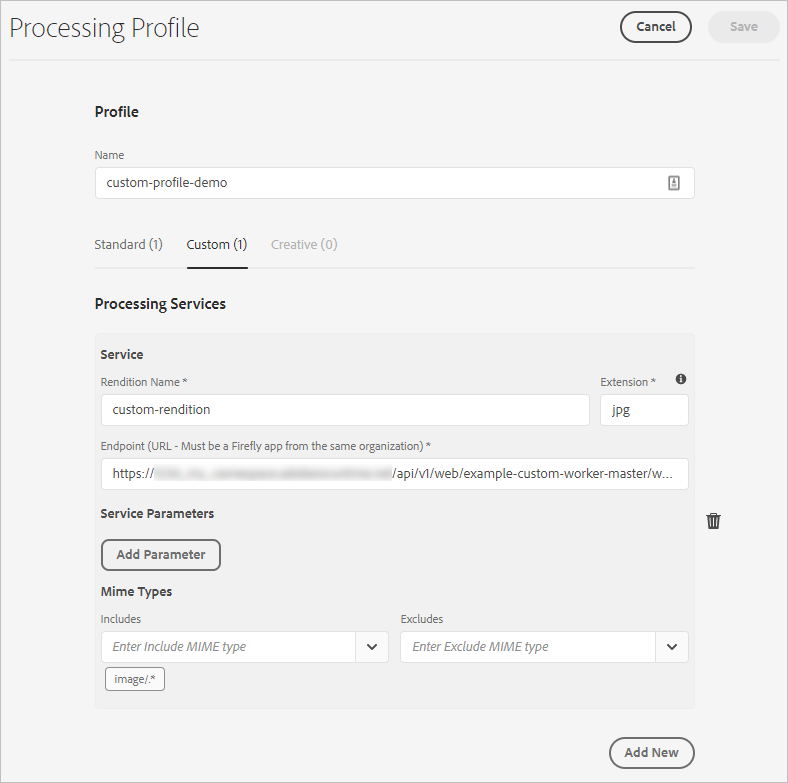 Processing Profile
Cancel
Save
Profile
Name
custom-profile-demo
Standard (1)
Custom (1)
Creative (0)
Processing Services
Service
Rendition Name *
Extension *
custom-rendition
jpg
Endpoint (URL - Must be a Firefly app from the same organization) *
https:// /api/v1/web/example-custom-worker-master/w...
Service Parameters
Add Parameter
Mime Types
Includes
Excludes
Enter Include MIME type
Enter Exclude MIME type
image/.*
Add New